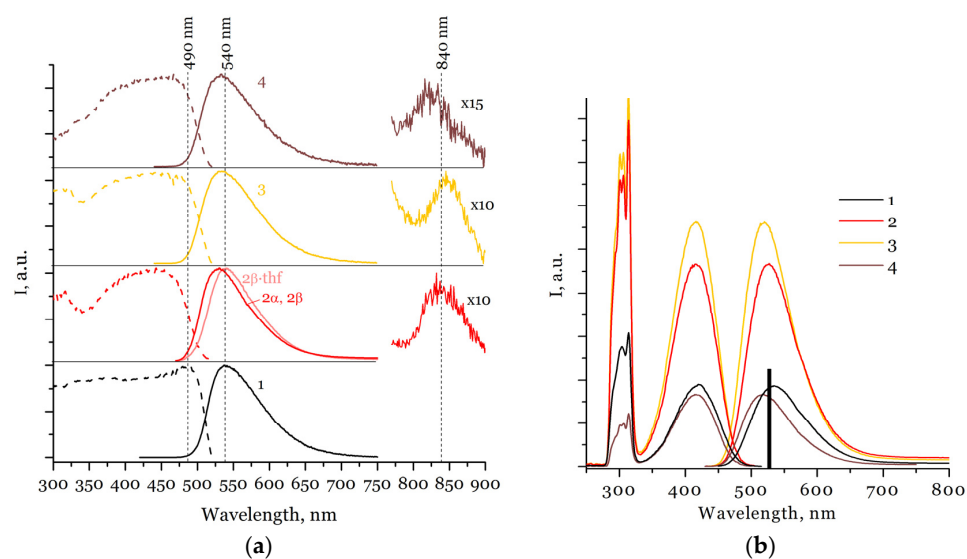 490 nm
540 nm
840 nm
4
x15
3
x10
2β·thf
2α, 2β
x10
1
I, a.u.
300 350 400 450 500 550 600 650 700 750 800 850 900
Wavelength, nm
(a)
1
2
3
4
I, a.u.
300 400 500 600 700 800
Wavelength, nm
(b)